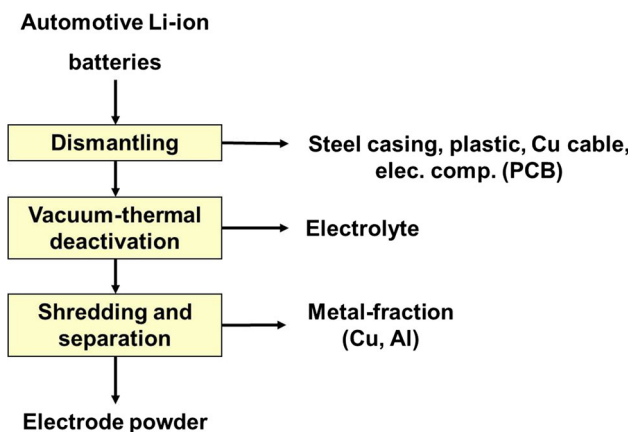 Automotive Li-ion
batteries
Dismantling
Steel casing, plastic, Cu cable,
elec. comp. (PCB)
Vacuum-thermal
deactivation
Electrolyte
Shredding and
separation
Metal-fraction
(Cu, Al)
Electrode powder